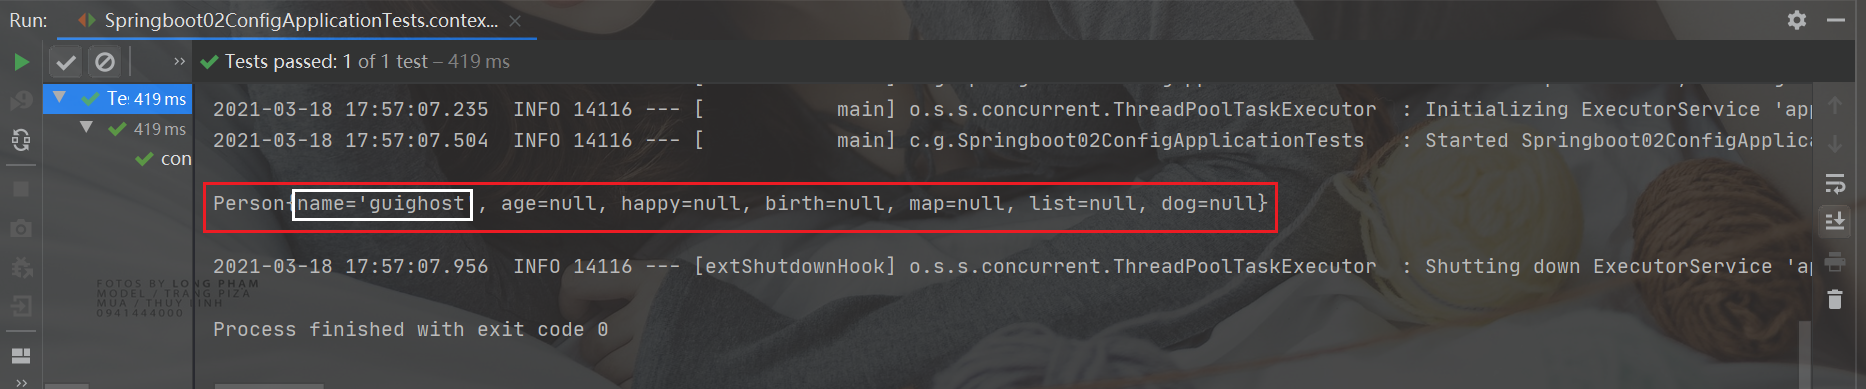 Run: Springboot02ConfigApplicationTests.contex...
Tests passed: 1 of 1 test – 419 ms
Te: 419 ms
419 ms
con
2021-03-18 17:57:07.235  INFO 14116 --- [           main] o.s.s.concurrent.ThreadPoolTaskExecutor  : Initializing ExecutorService 'ap
2021-03-18 17:57:07.504  INFO 14116 --- [           main] c.g.Springboot02ConfigApplicationTests   : Started Springboot02ConfigApplica
Person{name='guighost', age=null, happy=null, birth=null, map=null, list=null, dog=null}
2021-03-18 17:57:07.956  INFO 14116 --- [extShutdownHook] o.s.s.concurrent.ThreadPoolTaskExecutor  : Shutting down ExecutorService 'ap
FOTOS BY LONG PHAM
MODEL / TRANG PIZA
MUA / THUY LINH
0941444000
Process finished with exit code 0